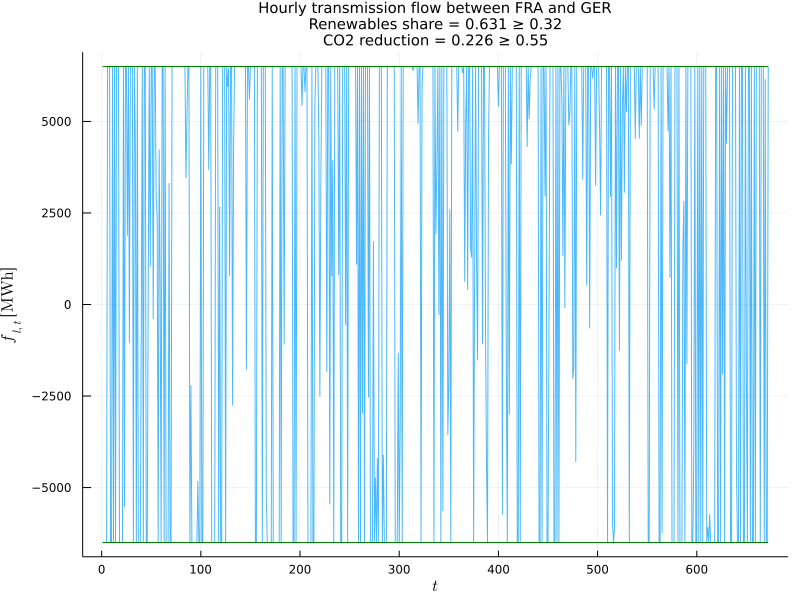 Hourly transmission flow between FRA and GER
Renewables share = 0.631 ≥ 0.32
CO2 reduction = 0.226 ≥ 0.55
5000
2500
0
−2500
−5000
f l,t [MWh]
0 100 200 300 400 500 600
t